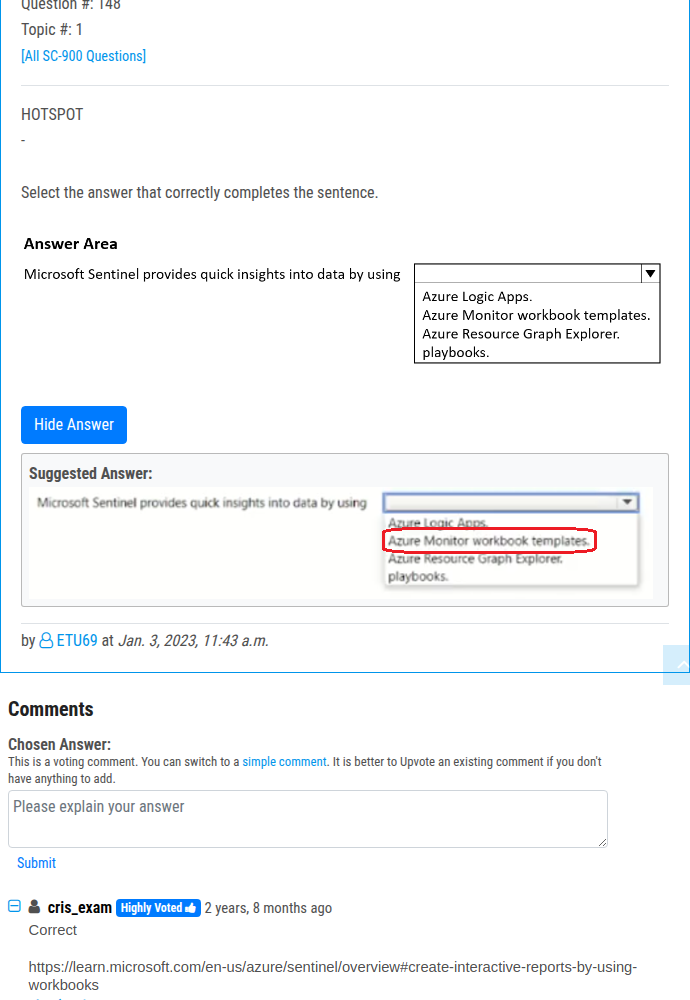 Question #: 148
Topic #: 1
[All SC-900 Questions]
HOTSPOT
-
Select the answer that correctly completes the sentence.
Answer Area
Microsoft Sentinel provides quick insights into data by using
Azure Logic Apps.
Azure Monitor workbook templates.
Azure Resource Graph Explorer.
playbooks.
Hide Answer
Suggested Answer:
Microsoft Sentinel provides quick insights into data by using
Azure Logic Apps.
Azure Monitor workbook templates.
Azure Resource Graph Explorer.
playbooks.
by ETU69 at Jan. 3, 2023, 11:43 a.m.
Comments
Chosen Answer:
This is a voting comment. You can switch to a simple comment. It is better to Upvote an existing comment if you don't
have anything to add.
Please explain your answer
Submit
cris_exam Highly Voted 2 years, 8 months ago
Correct
https://learn.microsoft.com/en-us/azure/sentinel/overview#create-interactive-reports-by-using-
workbooks